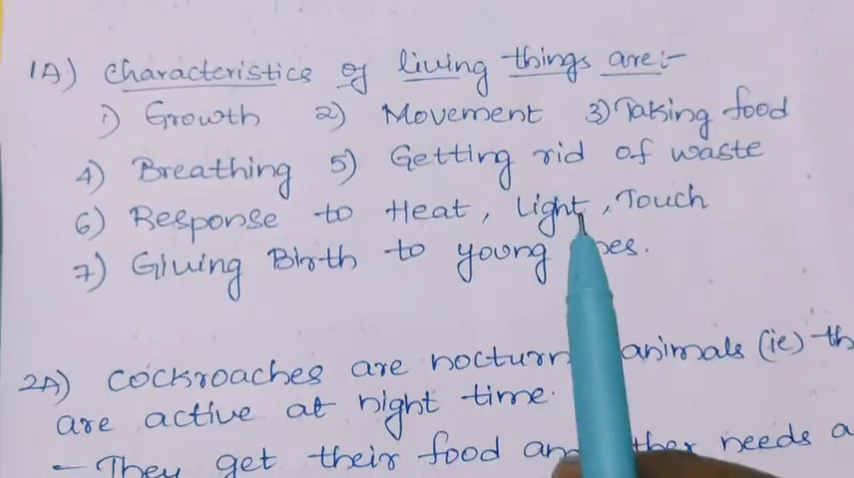 1A) characteristics of living things are:-
1) Growth 2) Movement 3) Taking food
4) Breathing 5) Getting rid of waste
6) Response to Heat, Light, Touch
7) Giving Birth to young
2A) Cockroaches are animals (ie)
are active at night time.
- They get their food needs